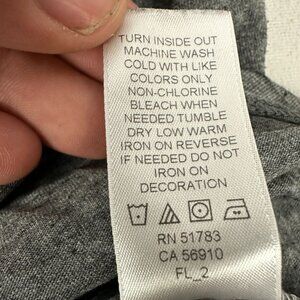 TURN INSIDE OUT
MACHINE WASH
COLD WITH LIKE
COLORS ONLY
NON-CHLORINE
BLEACH WHEN
NEEDED TUMBLE
DRY LOW WARM
IRON ON REVERSE
IF NEEDED DO NOT
IRON ON
DECORATION
RN 51783
CA 56910
FL_2